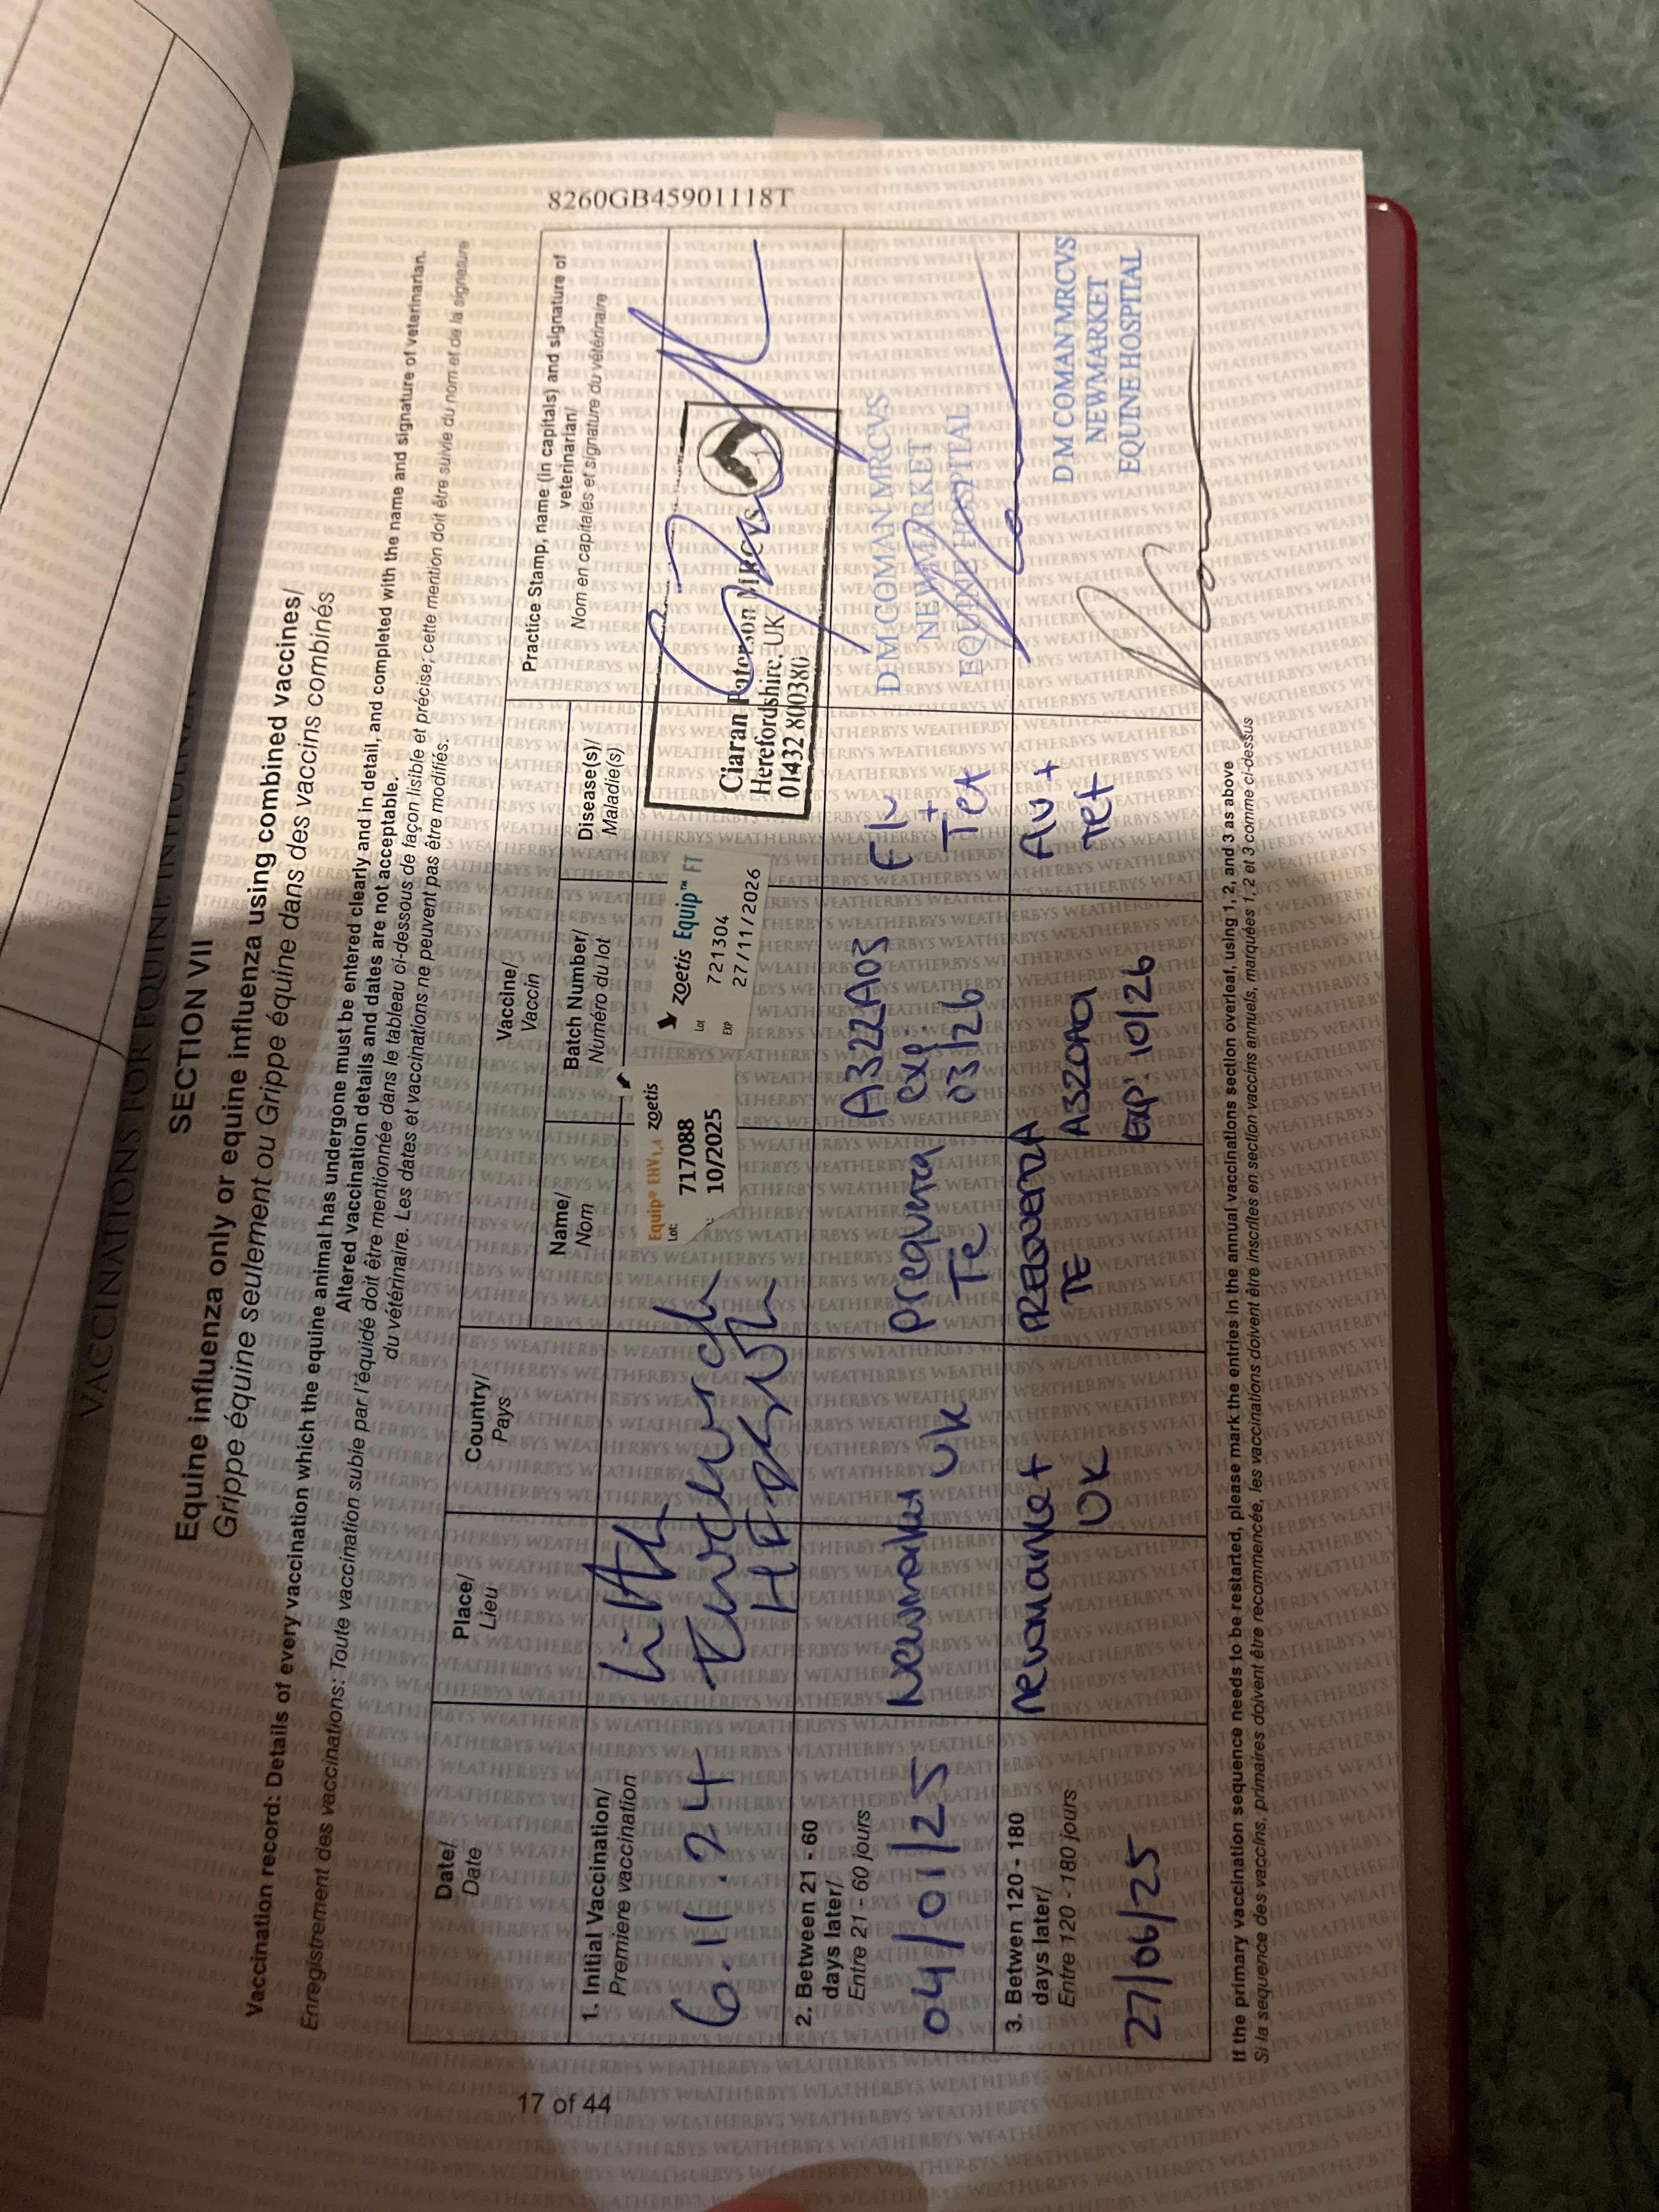 VACCINATIONS FOR EQUINE INFLUENZA
SECTION VII
Equine influenza only or equine influenza using combined vaccines/
Grippe équine seulement ou Grippe équine dans des vaccins combinés
Vaccination record: Details of every vaccination which the equine animal has undergone must be entered clearly and in detail, and completed with the name and signature of veterinarian.
Altered vaccination details and dates are not acceptable.
Enregistrement des vaccinations: Toute vaccination subie par l'équidé doit être mentionnée dans le tableau ci-dessous de façon lisible et précise; cette mention doit être suivie du nom et de la signature
du vétérinaire. Les dates et vaccinations ne peuvent pas être modifiés.
8260GB45901118T
Date/
Date
Place/
Lieu
Country/
Pays
Vaccine/
Vaccin
Name/
Nom
Batch Number/
Numéro du lot
Disease(s)/
Maladie(s)
Practice Stamp, name (in capitals) and signature of
veterinarian/
Nom en capitales et signature du vétérinaire
1. Initial Vaccination/
Premiere vaccination
6.11.24
Equip® EHV1,4 zoetis
Lot: 717088
10/2025
zoetis Equip™ FT
Lot 721304
EXP 27/11/2026
Ciaran Paterson MRCVS
Herefordshire, UK
01432 800380
2. Between 21 - 60
days later/
Entre 21 - 60 jours
04/01/25
Newmarket UK
prequenza
Te
A322A03
exp:
03/26
Flu
+
Tet
D M COMAN MRCVS
NEWMARKET
EQUINE HOSPITAL
3. Betwen 120 - 180
days later/
Entre 120 - 180 jours
27/06/25
newmarket
UK
TE
A320A01
EXP: 10/26
Flu +
Tet
D M COMAN MRCVS
NEWMARKET
EQUINE HOSPITAL
If the primary vaccination sequence needs to be restarted, please mark the entries in the annual vaccinations section overleaf, using 1, 2, and 3 as above
Si la sequence des vaccins, primaires doivent être recommencée, les vaccinations doivent être inscrites en section vaccins annuels, marquées 1, 2 et 3 comme ci-dessus
17 of 44